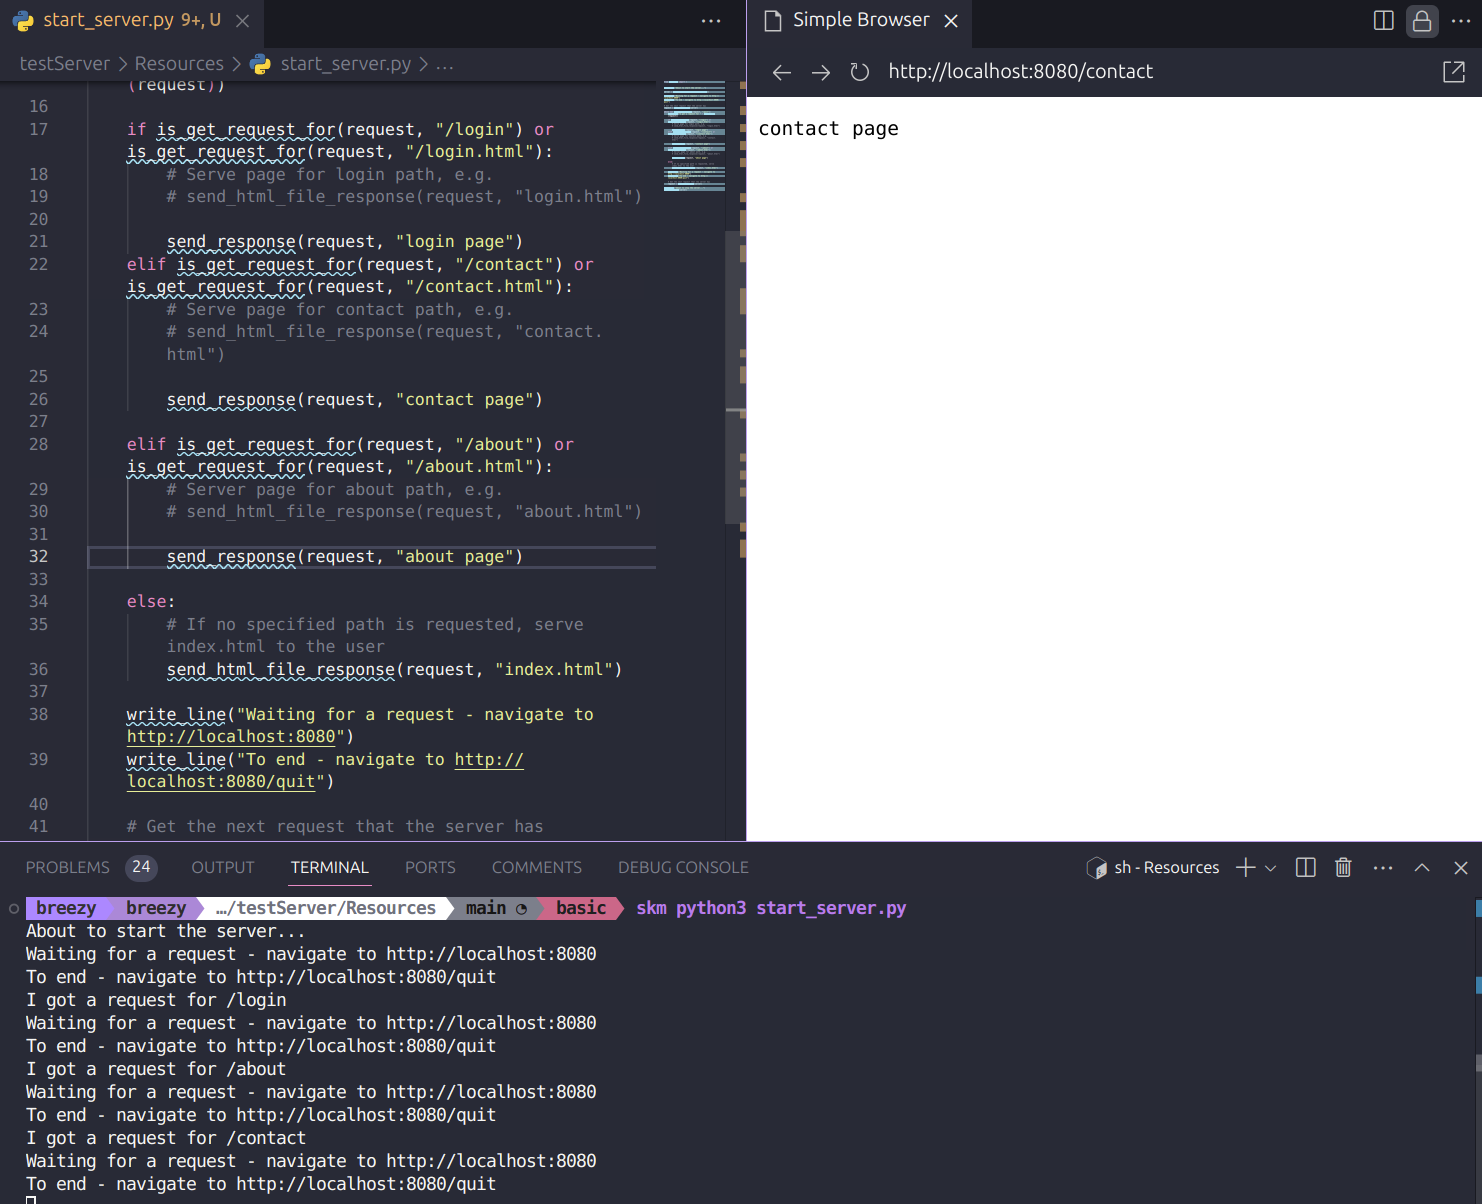 start_server.py 9+, U
testServer > Resources > start_server.py > ...
(request))
16
17 if is_get_request_for(request, "/login") or
is_get_request_for(request, "/login.html"):
18 # Serve page for login path, e.g.
19 # send_html_file_response(request, "login.html")
20
21 send_response(request, "login page")
22 elif is_get_request_for(request, "/contact") or
is_get_request_for(request, "/contact.html"):
23 # Serve page for contact path, e.g.
24 # send_html_file_response(request, "contact.
html")
25
26 send_response(request, "contact page")
27
28 elif is_get_request_for(request, "/about") or
is_get_request_for(request, "/about.html"):
29 # Server page for about path, e.g.
30 # send_html_file_response(request, "about.html")
31
32 send_response(request, "about page")
33
34 else:
35 # If no specified path is requested, serve
index.html to the user
36 send_html_file_response(request, "index.html")
37
38 write_line("Waiting for a request - navigate to
http://localhost:8080")
39 write_line("To end - navigate to http://
localhost:8080/quit")
40
41 # Get the next request that the server has
Simple Browser
http://localhost:8080/contact
contact page
PROBLEMS 24 OUTPUT TERMINAL PORTS COMMENTS DEBUG CONSOLE sh - Resources
breezy breezy …/testServer/Resources main basic skm python3 start_server.py
About to start the server...
Waiting for a request - navigate to http://localhost:8080
To end - navigate to http://localhost:8080/quit
I got a request for /login
Waiting for a request - navigate to http://localhost:8080
To end - navigate to http://localhost:8080/quit
I got a request for /about
Waiting for a request - navigate to http://localhost:8080
To end - navigate to http://localhost:8080/quit
I got a request for /contact
Waiting for a request - navigate to http://localhost:8080
To end - navigate to http://localhost:8080/quit